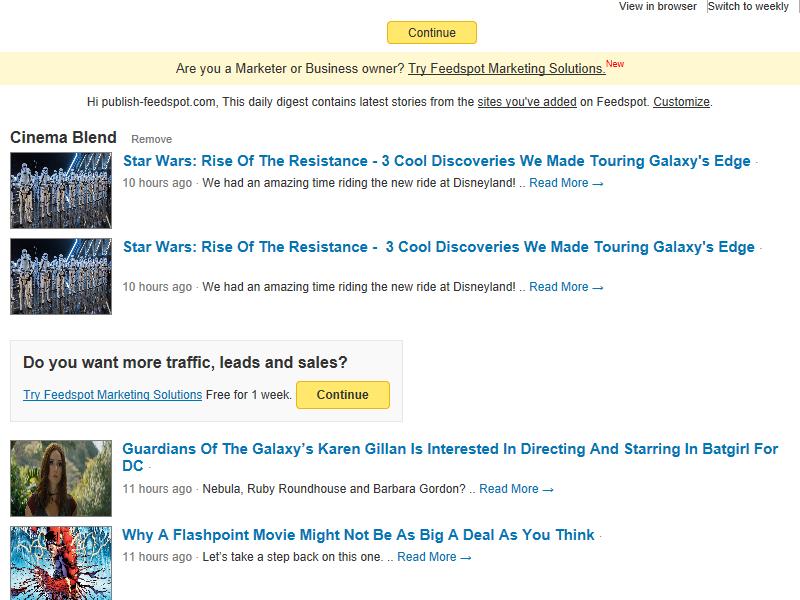 View in browser Switch to weekly
Continue
Are you a Marketer or Business owner? Try Feedspot Marketing Solutions. New
Hi publish-feedspot.com, This daily digest contains latest stories from the sites you've added on Feedspot. Customize.
Cinema Blend Remove
Star Wars: Rise Of The Resistance - 3 Cool Discoveries We Made Touring Galaxy's Edge ·
10 hours ago · We had an amazing time riding the new ride at Disneyland! .. Read More →
Star Wars: Rise Of The Resistance -  3 Cool Discoveries We Made Touring Galaxy's Edge ·
10 hours ago · We had an amazing time riding the new ride at Disneyland! .. Read More →
Do you want more traffic, leads and sales?
Try Feedspot Marketing Solutions Free for 1 week. Continue
Guardians Of The Galaxy’s Karen Gillan Is Interested In Directing And Starring In Batgirl For
DC ·
11 hours ago · Nebula, Ruby Roundhouse and Barbara Gordon? .. Read More →
Why A Flashpoint Movie Might Not Be As Big A Deal As You Think ·
11 hours ago · Let’s take a step back on this one. .. Read More →